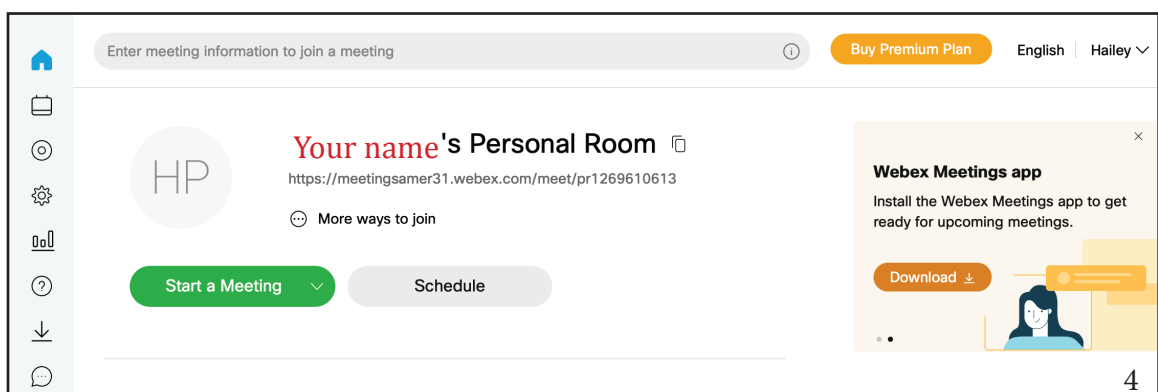 Enter meeting information to join a meeting
Buy Premium Plan
English
Hailey
HP
Your name's Personal Room
https://meetingsamer31.webex.com/meet/pr1269610613
More ways to join
Start a Meeting
Schedule
Webex Meetings app
Install the Webex Meetings app to get
ready for upcoming meetings.
Download
4